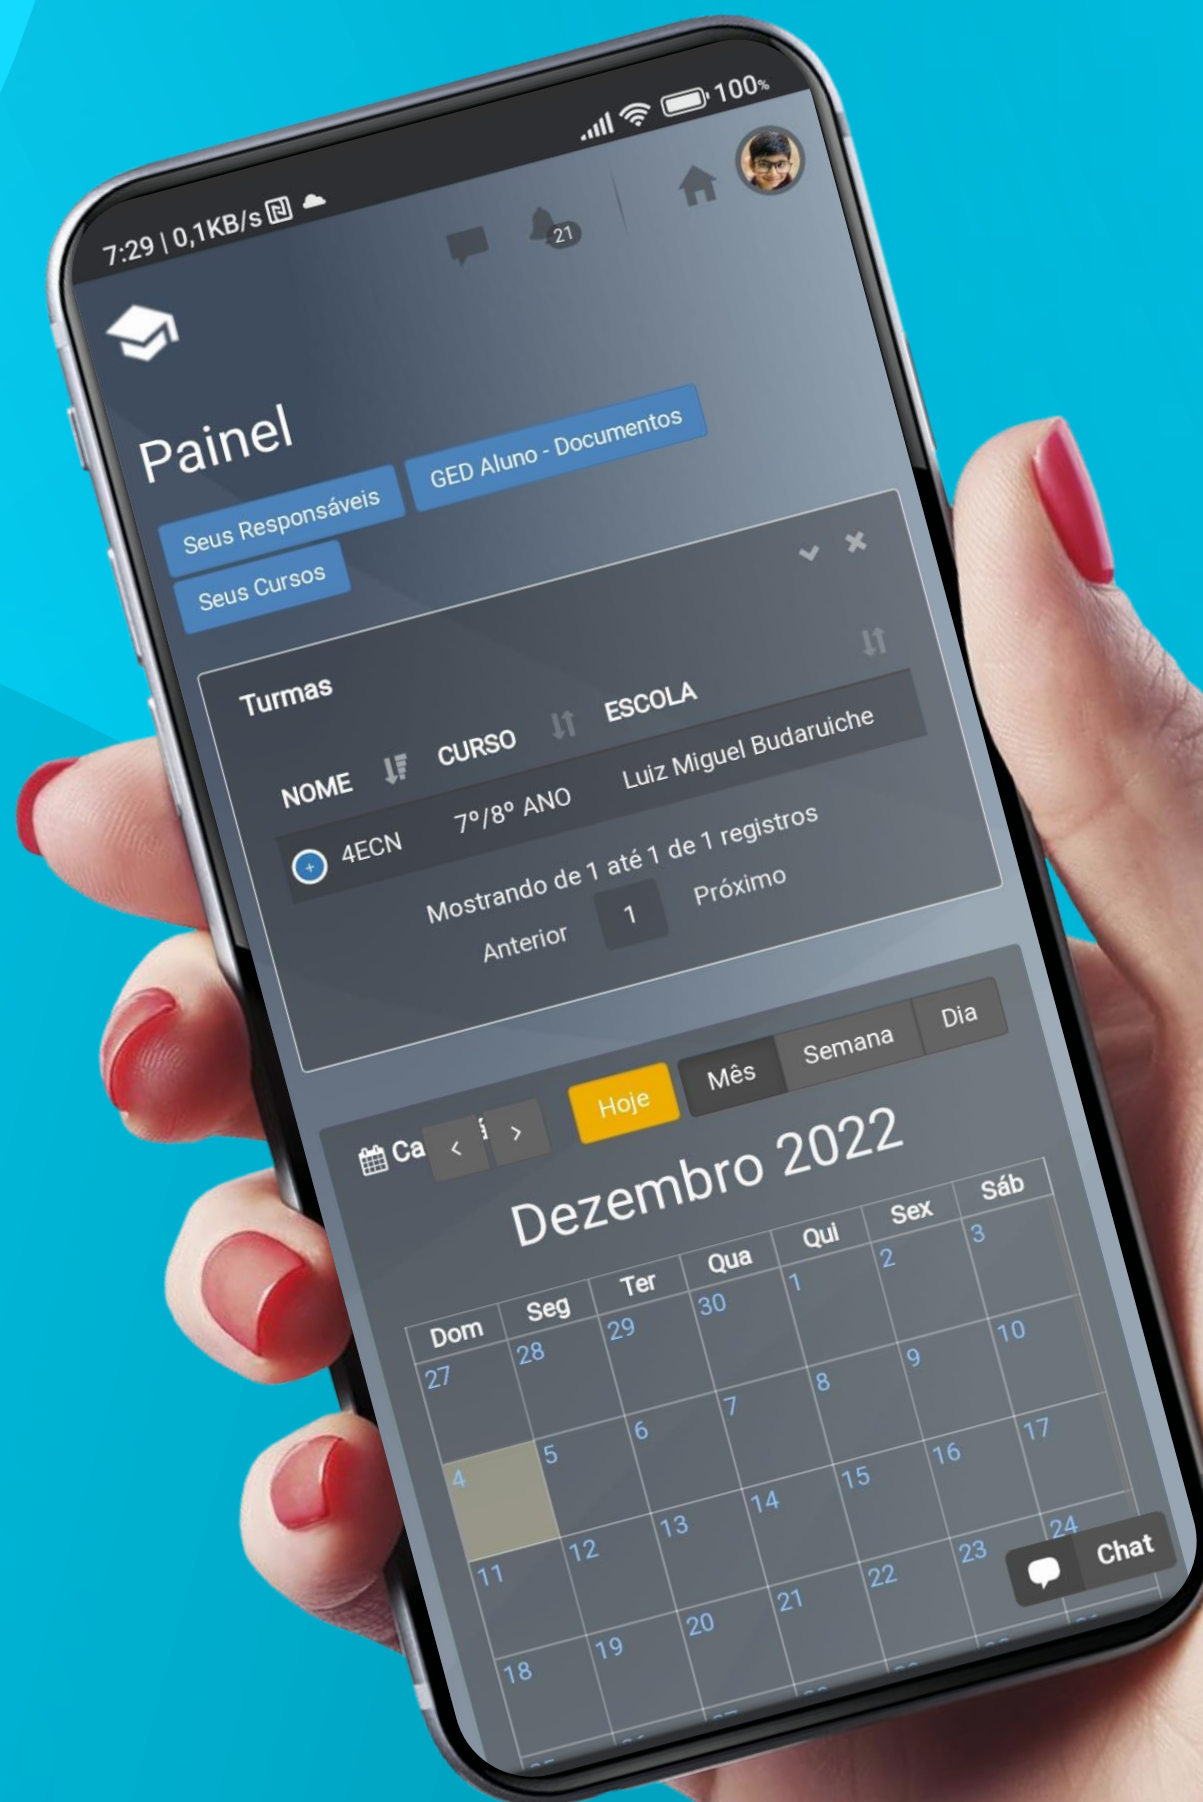 7:29 | 0,1KB/s
100%
21
Painel
Seus Responsáveis
GED Aluno - Documentos
Seus Cursos
Turmas
NOME CURSO ESCOLA
4ECN 7º/8º ANO Luiz Miguel Budaruiche
Mostrando de 1 até 1 de 1 registros
Anterior 1 Próximo
Ca < > Hoje Mês Semana Dia
Dezembro 2022
Dom Seg Ter Qua Qui Sex Sáb
27 28 29 30 1 2 3
4 5 6 7 8 9 10
11 12 13 14 15 16 17
18 19 20 21 22 23 24
Chat